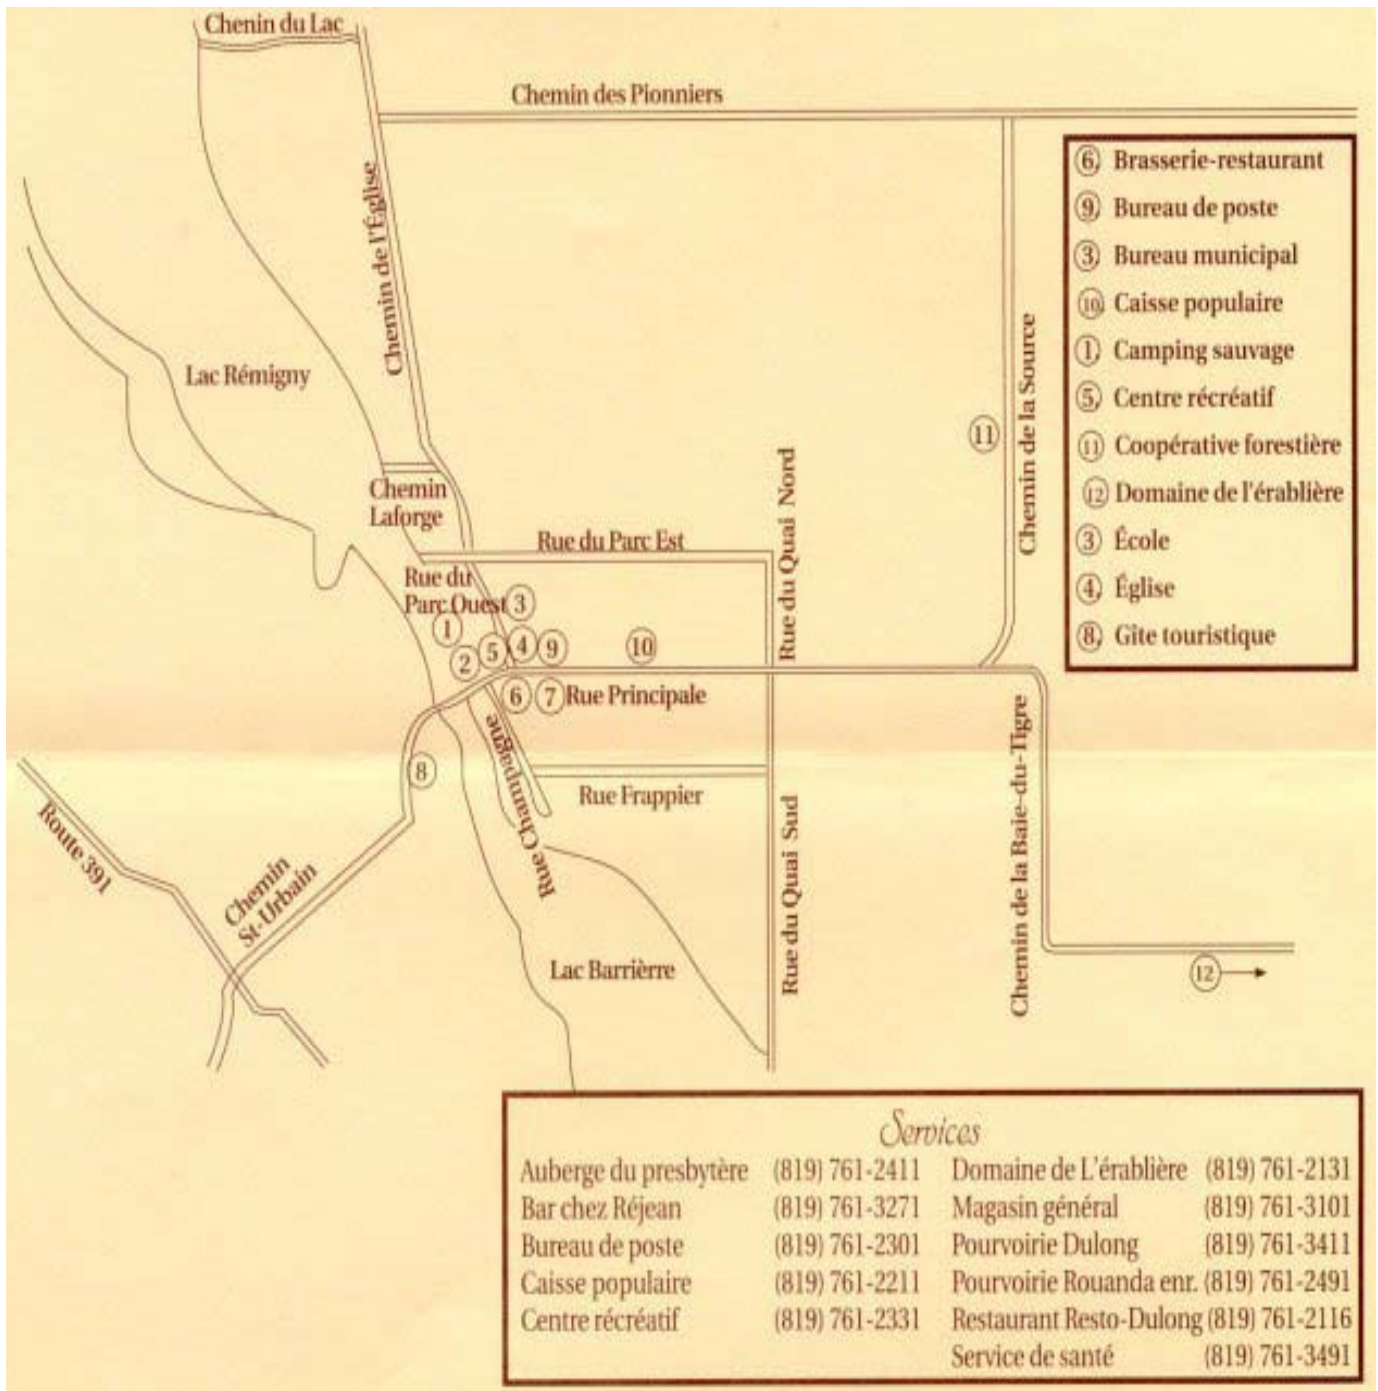 Chenin du Lac
Chemin des Pionniers
Chemin de l'Église
Lac Rémigny
Chemin
Laforge
Rue du Parc Est
Rue du
Parc Ouest
Rue du Quai Nord
Chemin de la Source
11
3
1
2
5
4
9
10
6
7
Rue Principale
8
Rue Champagne
Rue Frappier
Route 391
Chemin
St-Urbain
Rue du Quai Sud
Chemin de la Baie-du-Tigre
Lac Barrièrre
12
6 Brasserie-restaurant
9 Bureau de poste
3 Bureau municipal
10 Caisse populaire
1 Camping sauvage
5 Centre récréatif
11 Coopérative forestière
12 Domaine de l'érablière
3 École
4 Église
8 Gîte touristique
Services
Auberge du presbytère (819) 761-2411
Bar chez Réjean (819) 761-3271
Bureau de poste (819) 761-2301
Caisse populaire (819) 761-2211
Centre récréatif (819) 761-2331
Domaine de L'érablière (819) 761-2131
Magasin général (819) 761-3101
Pourvoirie Dulong (819) 761-3411
Pourvoirie Rouanda enr. (819) 761-2491
Restaurant Resto-Dulong (819) 761-2116
Service de santé (819) 761-3491